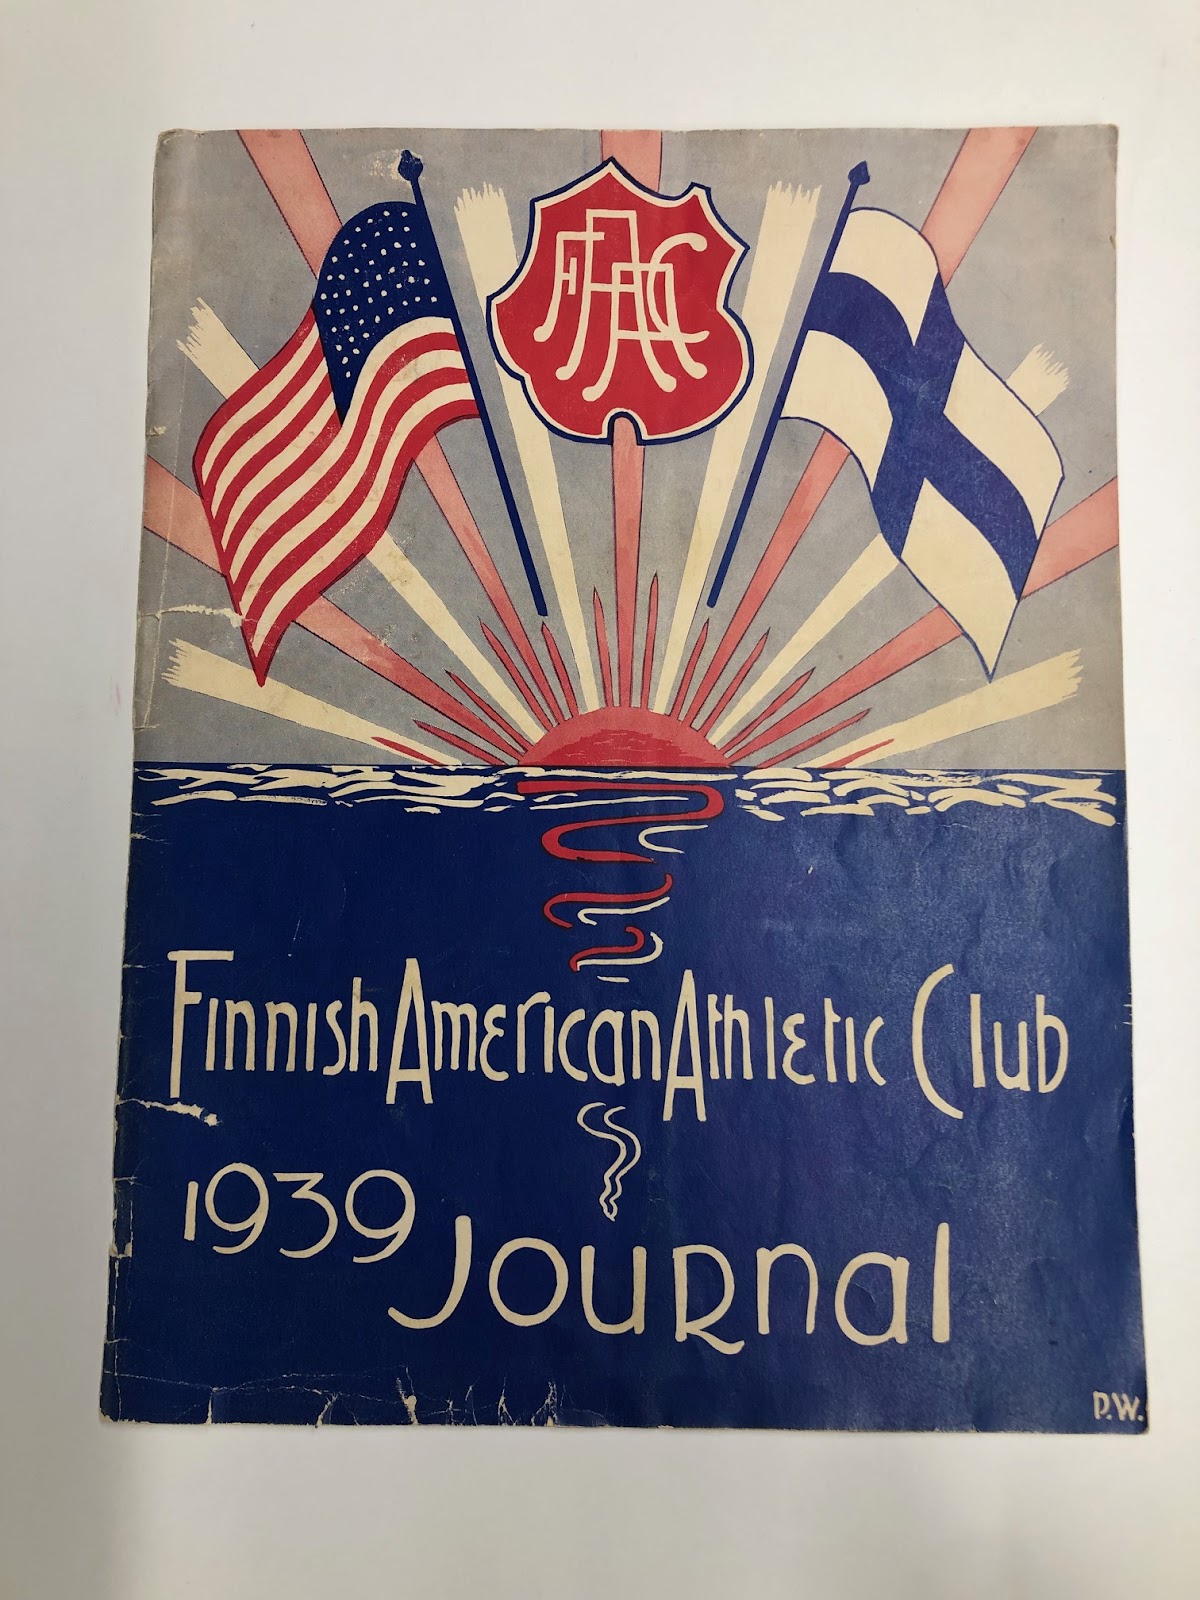 FAAC
Finnish American Athletic Club
1939 Journal
P.W.